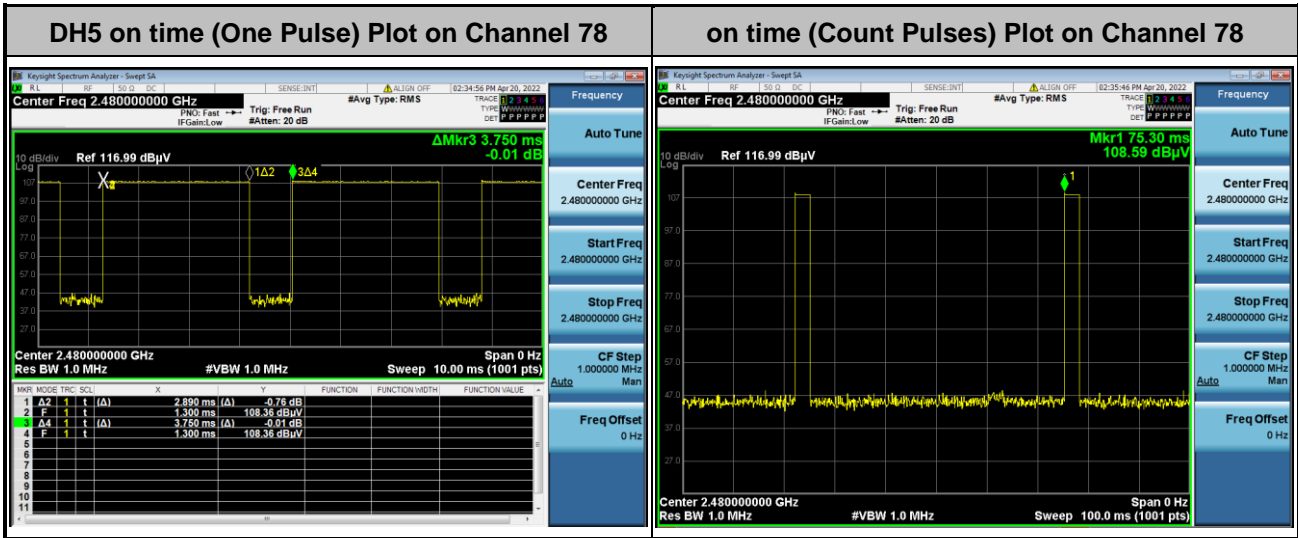 DH5 on time (One Pulse) Plot on Channel 78
on time (Count Pulses) Plot on Channel 78
Keysight Spectrum Analyzer - Swept SA
RL RF 50 Ω DC SENSE:INT ALIGN OFF 02:34:56 PM Apr 20, 2022
Center Freq 2.480000000 GHz #Avg Type: RMS TRACE 1 2 3 4 5 6
PNO: Fast Trig: Free Run TYPE W
IFGain:Low #Atten: 20 dB DET P P P P P P
ΔMkr3 3.750 ms
-0.01 dB
10 dB/div Ref 116.99 dBµV
Log
1Δ2 3Δ4
107
97.0
87.0
77.0
67.0
57.0
47.0
37.0
27.0
Center 2.480000000 GHz Span 0 Hz
Res BW 1.0 MHz #VBW 1.0 MHz Sweep 10.00 ms (1001 pts)
MKR MODE TRC SCL X Y FUNCTION FUNCTION WIDTH FUNCTION VALUE
1 Δ2 1 t (Δ) 2.890 ms (Δ) -0.76 dB
2 F 1 t 1.300 ms 108.36 dBµV
3 Δ4 1 t (Δ) 3.750 ms (Δ) -0.01 dB
4 F 1 t 1.300 ms 108.36 dBµV
5
6
7
8
9
10
11
Frequency
Auto Tune
Center Freq
2.480000000 GHz
Start Freq
2.480000000 GHz
Stop Freq
2.480000000 GHz
CF Step
1.000000 MHz
Auto Man
Freq Offset
0 Hz
Keysight Spectrum Analyzer - Swept SA
RL RF 50 Ω DC SENSE:INT ALIGN OFF 02:35:46 PM Apr 20, 2022
Center Freq 2.480000000 GHz #Avg Type: RMS TRACE 1 2 3 4 5 6
PNO: Fast Trig: Free Run TYPE W
IFGain:Low #Atten: 20 dB DET P P P P P P
Mkr1 75.30 ms
108.59 dBµV
10 dB/div Ref 116.99 dBµV
Log
1
107
97.0
87.0
77.0
67.0
57.0
47.0
37.0
27.0
Center 2.480000000 GHz Span 0 Hz
Res BW 1.0 MHz #VBW 1.0 MHz Sweep 100.0 ms (1001 pts)
Frequency
Auto Tune
Center Freq
2.480000000 GHz
Start Freq
2.480000000 GHz
Stop Freq
2.480000000 GHz
CF Step
1.000000 MHz
Auto Man
Freq Offset
0 Hz